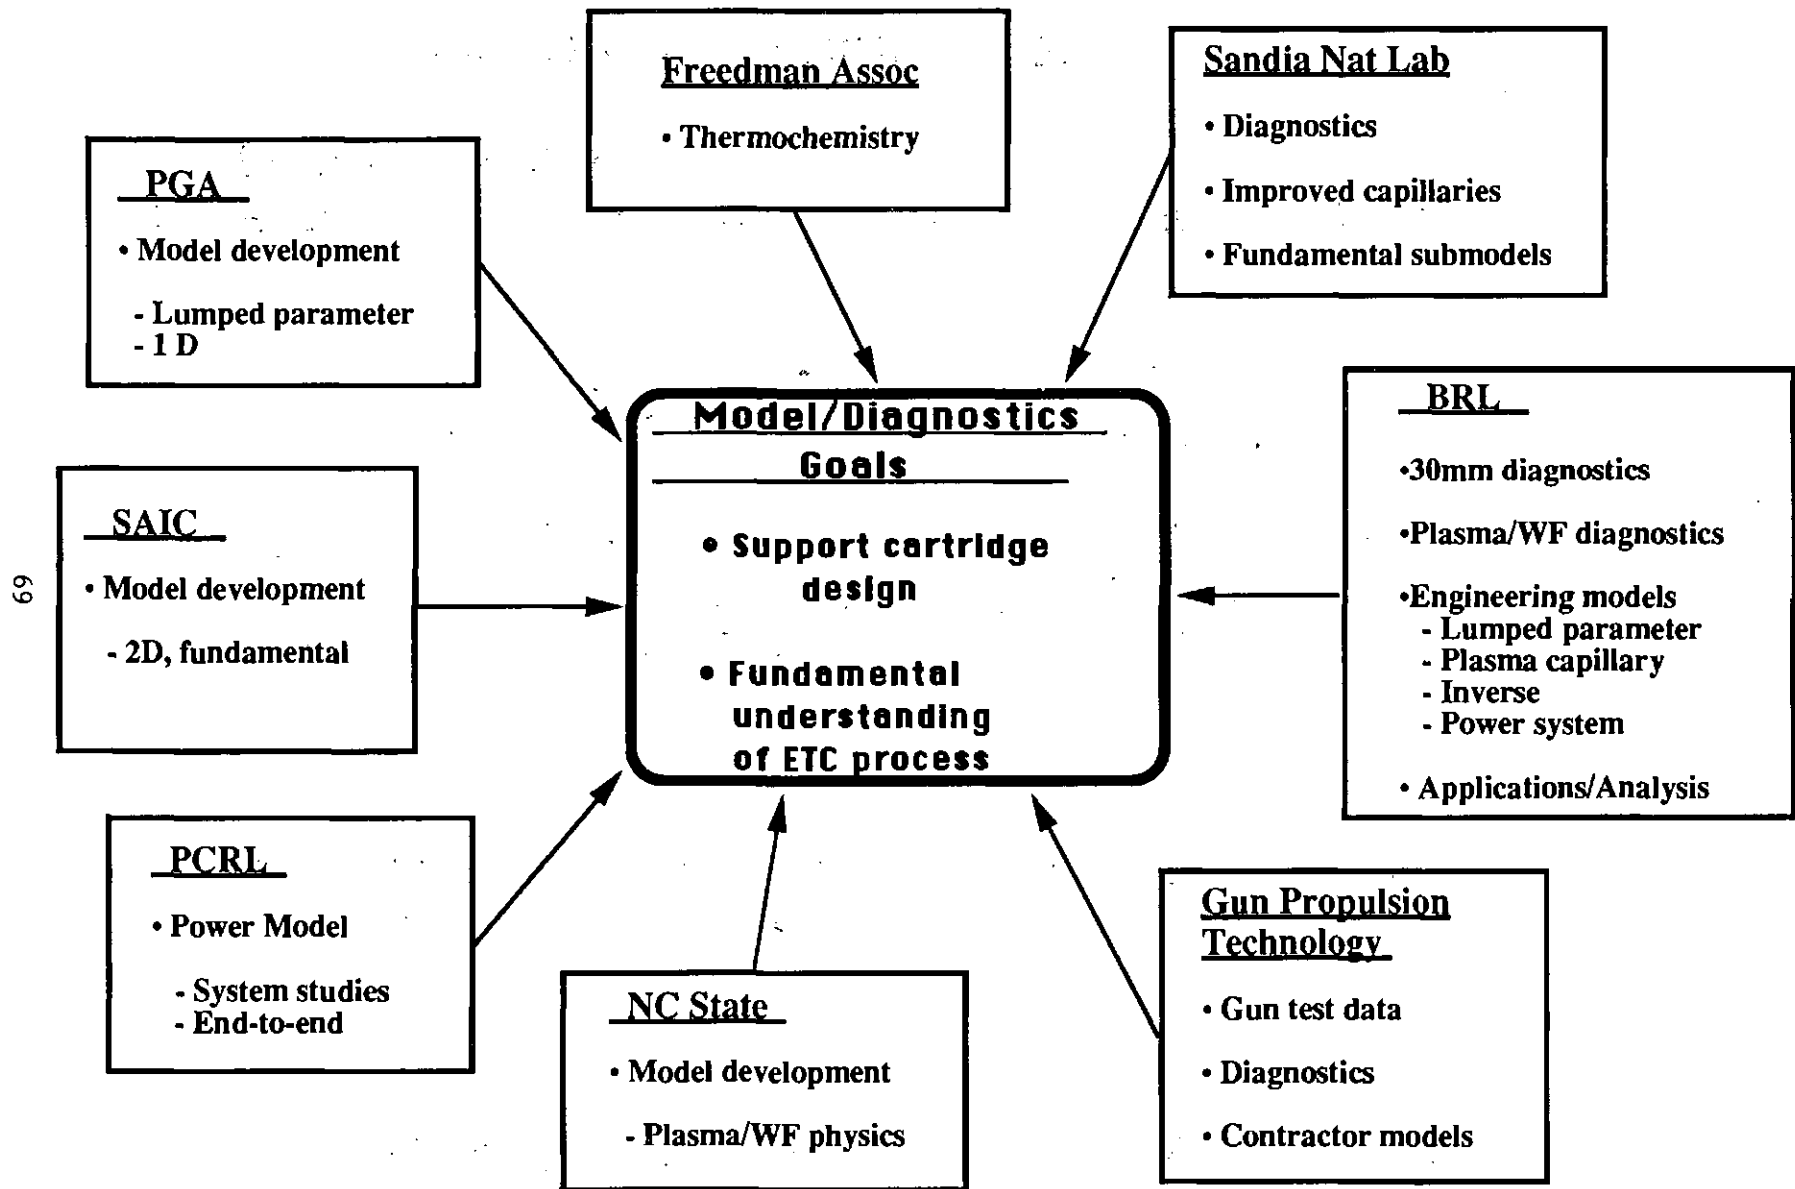 Freedman Assoc
• Thermochemistry
Sandia Nat Lab
• Diagnostics
• Improved capillaries
• Fundamental submodels
PGA
• Model development
- Lumped parameter
- 1 D
Model/Diagnostics
Goals
• Support cartridge
design
• Fundamental
understanding
of ETC process
BRL
•30mm diagnostics
•Plasma/WF diagnostics
•Engineering models
- Lumped parameter
- Plasma capillary
- Inverse
- Power system
• Applications/Analysis
SAIC
• Model development
- 2D, fundamental
69
PCRL
• Power Model
- System studies
- End-to-end
NC State
• Model development
- Plasma/WF physics
Gun Propulsion
Technology
• Gun test data
• Diagnostics
• Contractor models